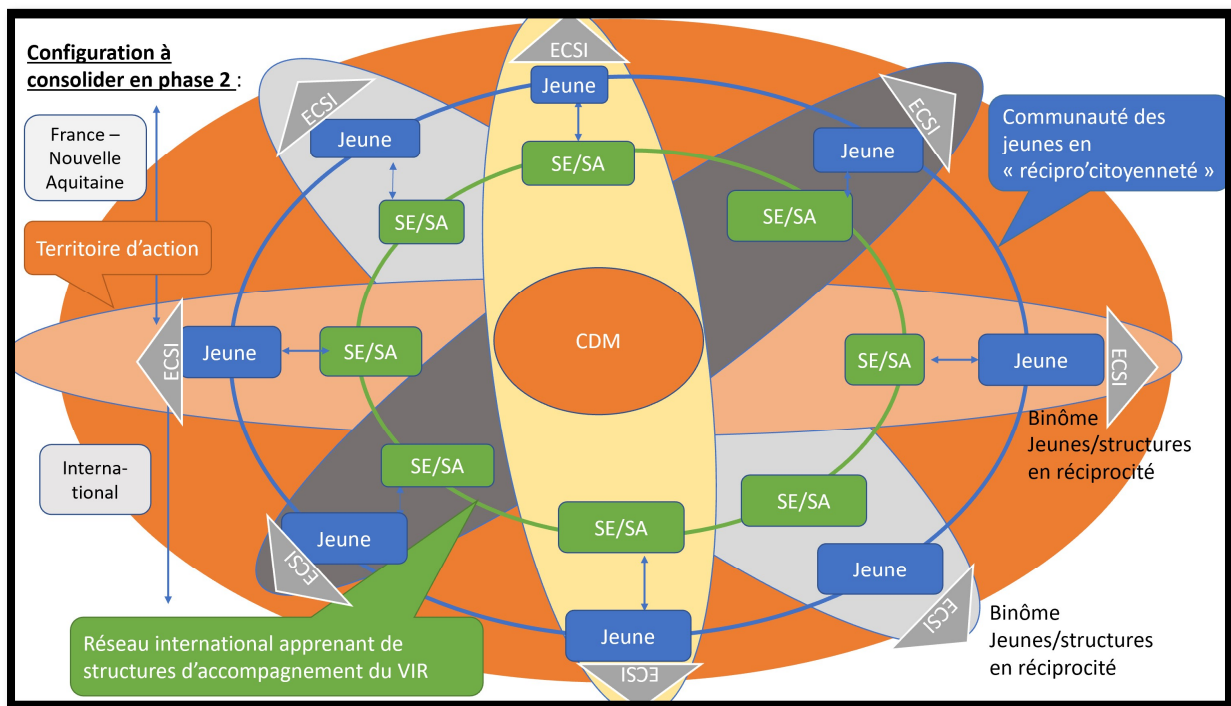 Configuration à
consolider en phase 2 :
ECSI
Jeune
ECSI
Jeune
ECSI
Jeune
Communauté des
jeunes en
« récipro'citoyenneté »
France –
Nouvelle
Aquitaine
SE/SA
SE/SA
SE/SA
Territoire d'action
ECSI
Jeune
SE/SA
CDM
SE/SA
Jeune
ECSI
Binôme
Jeunes/structures
en réciprocité
Interna-
tional
SE/SA
SE/SA
SE/SA
Jeune
ECSI
Jeune
ECSI
Jeune
ECSI
Binôme
Jeunes/structures
en réciprocité
Réseau international apprenant de
structures d'accompagnement du VIR